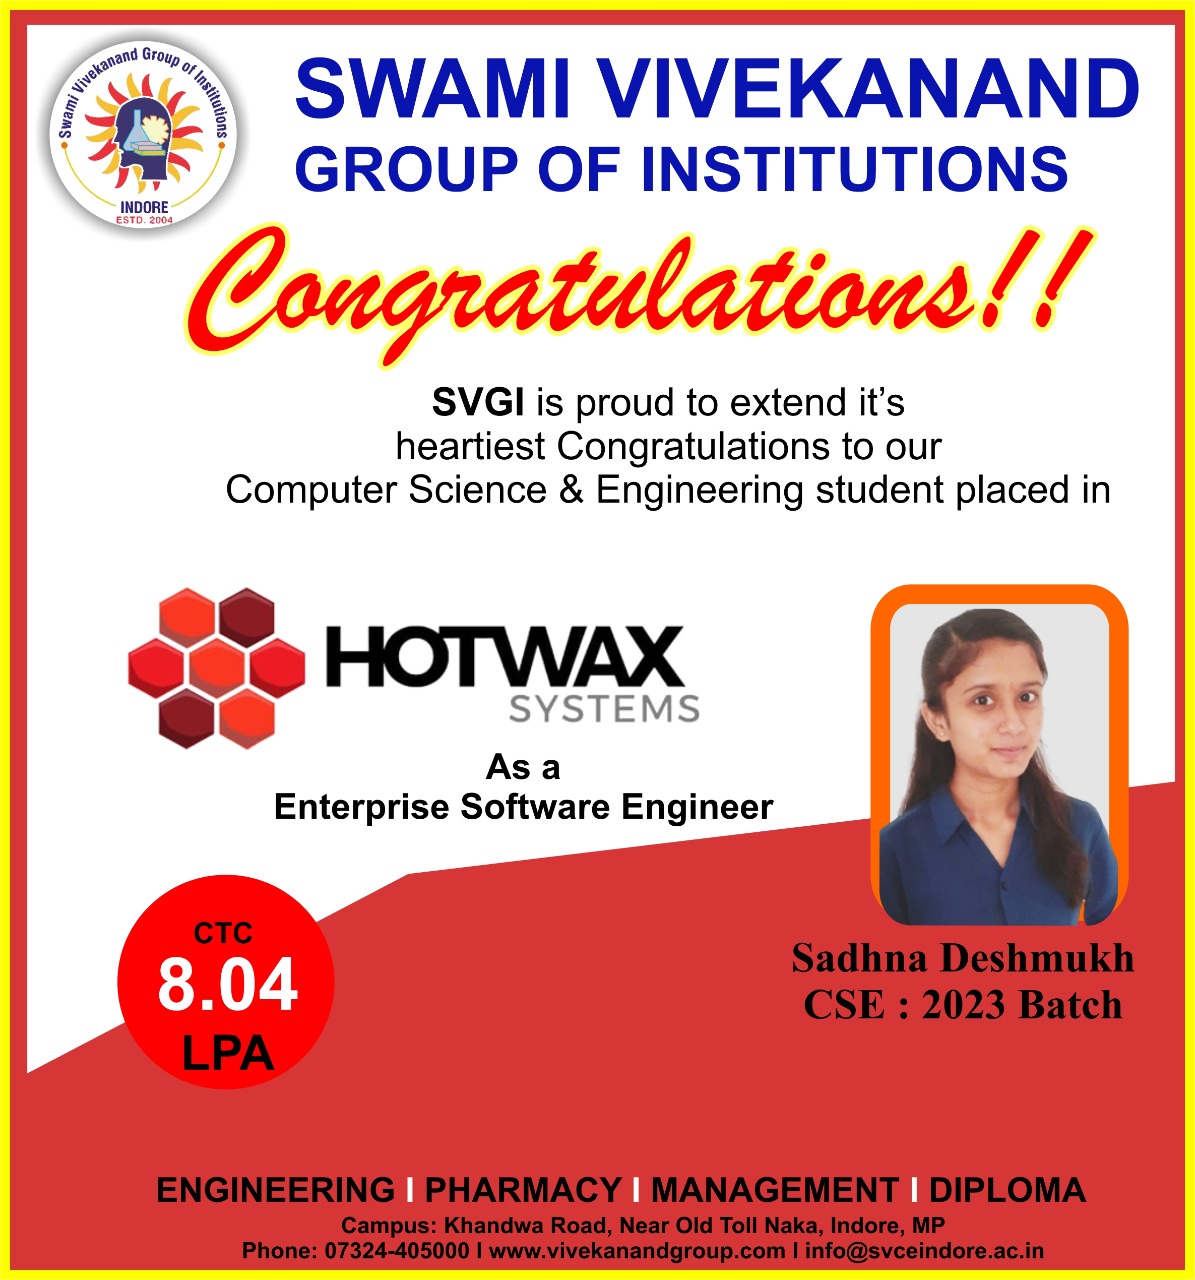 Swami Vivekanand Group of Institutions
INDORE
ESTD. 2004
SWAMI VIVEKANAND
GROUP OF INSTITUTIONS
Congratulations!!
SVGI is proud to extend it’s
heartiest Congratulations to our
Computer Science & Engineering student placed in
HOTWAX
SYSTEMS
As a
Enterprise Software Engineer
CTC
8.04
LPA
Sadhna Deshmukh
CSE : 2023 Batch
ENGINEERING I PHARMACY I MANAGEMENT I DIPLOMA
Campus: Khandwa Road, Near Old Toll Naka, Indore, MP
Phone: 07324-405000 I www.vivekanandgroup.com I info@svceindore.ac.in